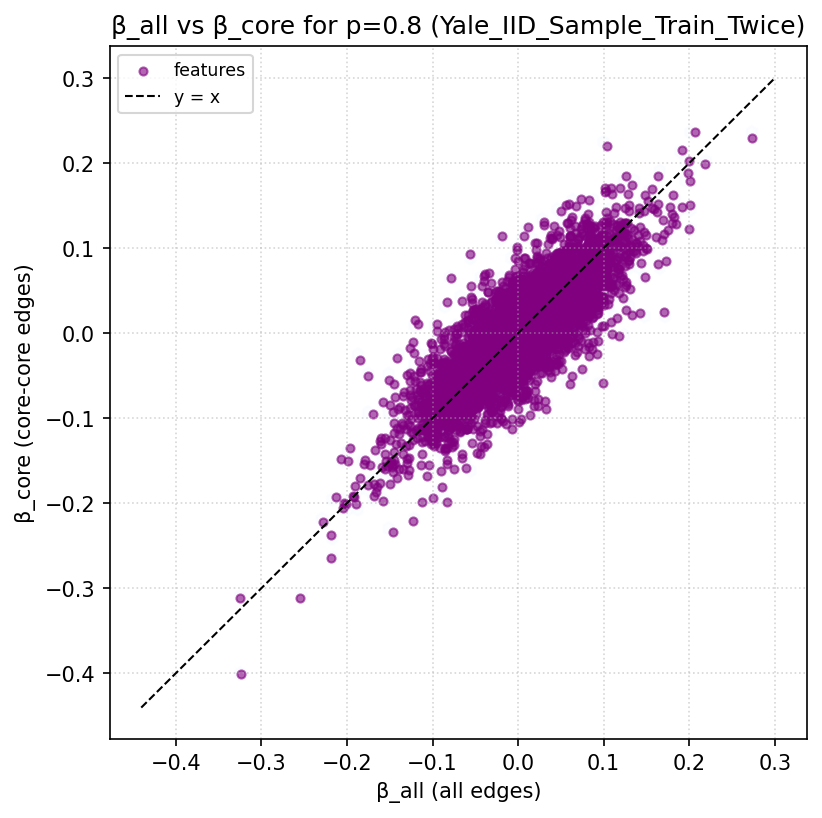 β_all vs β_core for p=0.8 (Yale_IID_Sample_Train_Twice)
features
y = x
0.3
0.2
0.1
0.0
−0.1
−0.2
−0.3
−0.4
β_core (core-core edges)
−0.4 −0.3 −0.2 −0.1 0.0 0.1 0.2 0.3
β_all (all edges)